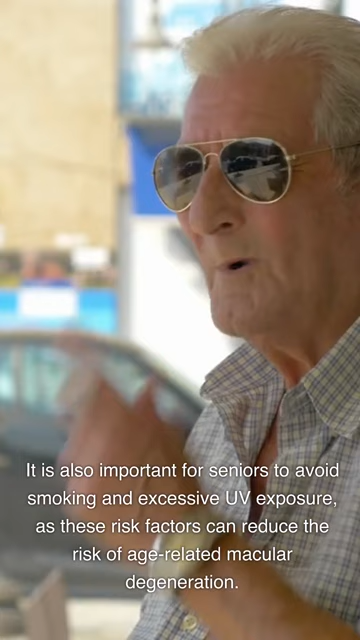 It is also important for seniors to avoid
smoking and excessive UV exposure,
as these risk factors can reduce the
risk of age-related macular
degeneration.